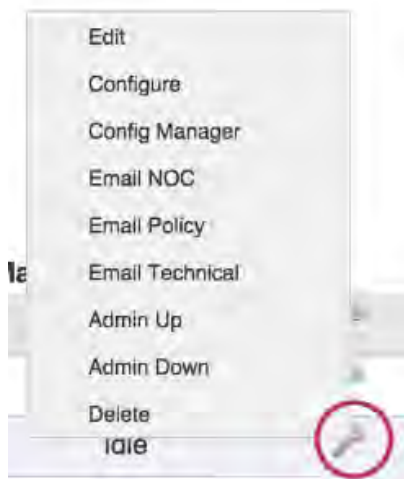 Edit
Configure
Config Manager
Email NOC
Email Policy
Email Technical
Admin Up
Admin Down
Delete
Idle